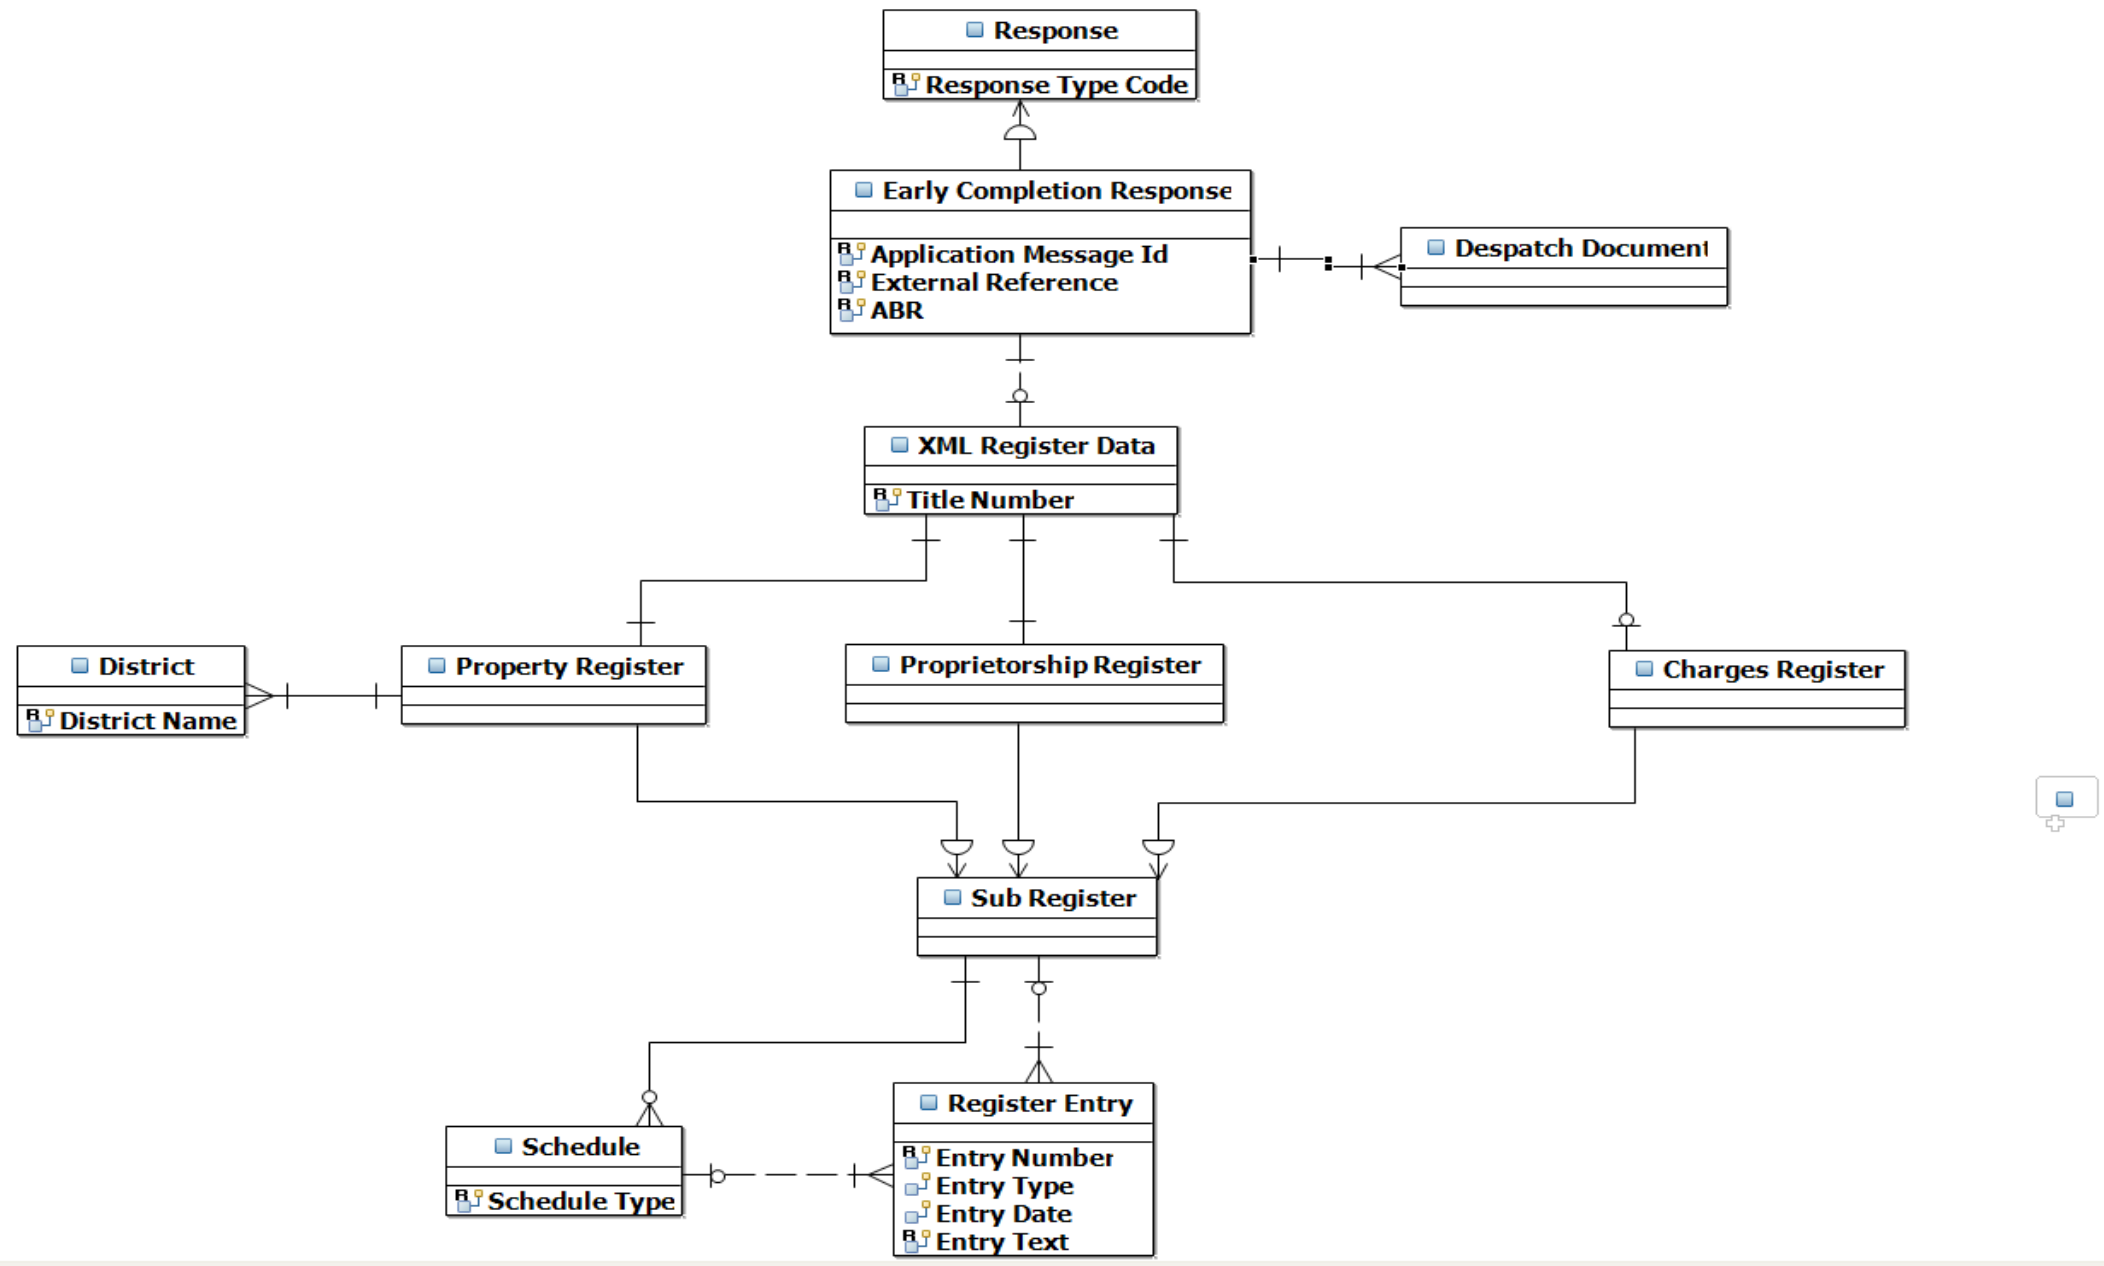 Response
Response Type Code
Early Completion Response
Application Message Id
External Reference
ABR
Despatch Document
XML Register Data
Title Number
District
District Name
Property Register
Proprietorship Register
Charges Register
Sub Register
Schedule
Schedule Type
Register Entry
Entry Number
Entry Type
Entry Date
Entry Text